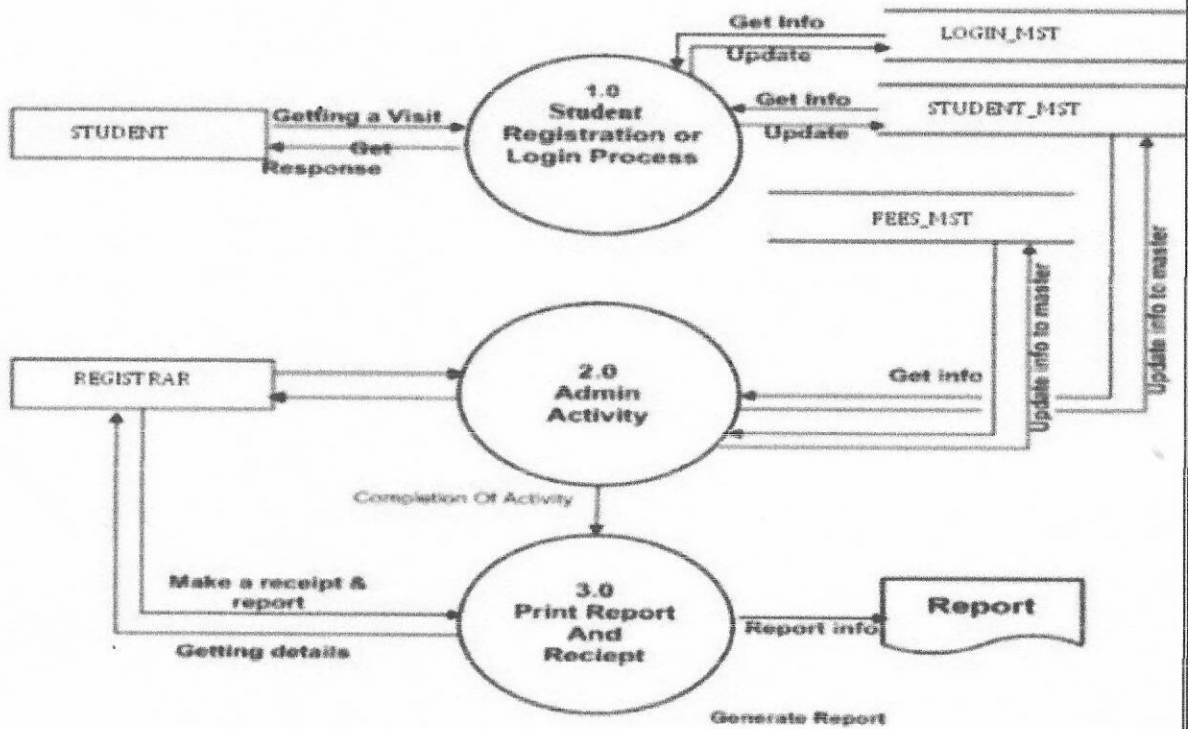 Get Info
LOGIN_MST
Update
1.0
Student
Registration or
Login Process
Get Info
STUDENT_MST
Update
STUDENT
Getting a Visit
Get
Response
FEES_MST
Update info to master
Update info to master
REGISTRAR
2.0
Admin
Activity
Get info
Completion Of Activity
3.0
Print Report
And
Reciept
Make a receipt &
report
Getting details
Report info
Report
Generate Report